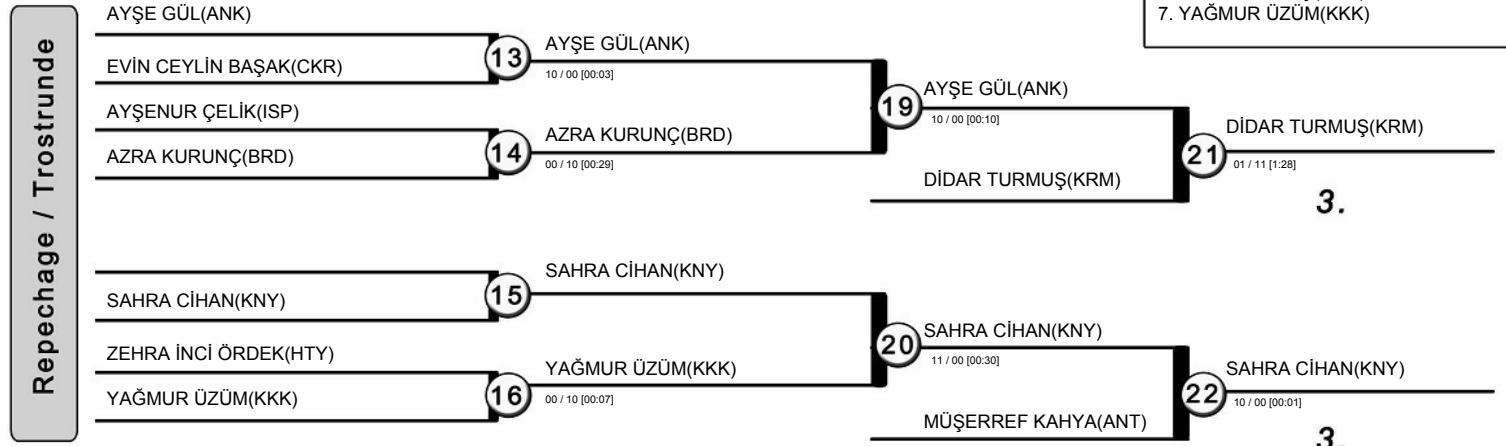 7. YAĞMUR ÜZÜM(KKK)
Repechage / Trostrunde
AYŞE GÜL(ANK)
EVİN CEYLİN BAŞAK(CKR)
13
AYŞE GÜL(ANK)
10 / 00 [00:03]
AYŞENUR ÇELİK(ISP)
AZRA KURUNÇ(BRD)
14
AZRA KURUNÇ(BRD)
00 / 10 [00:29]
19
AYŞE GÜL(ANK)
10 / 00 [00:10]
DİDAR TURMUŞ(KRM)
21
DİDAR TURMUŞ(KRM)
01 / 11 [1:28]
3.
SAHRA CİHAN(KNY)
15
SAHRA CİHAN(KNY)
ZEHRA İNCİ ÖRDEK(HTY)
YAĞMUR ÜZÜM(KKK)
16
YAĞMUR ÜZÜM(KKK)
00 / 10 [00:07]
20
SAHRA CİHAN(KNY)
11 / 00 [00:30]
MÜŞERREF KAHYA(ANT)
22
SAHRA CİHAN(KNY)
10 / 00 [00:01]
3.